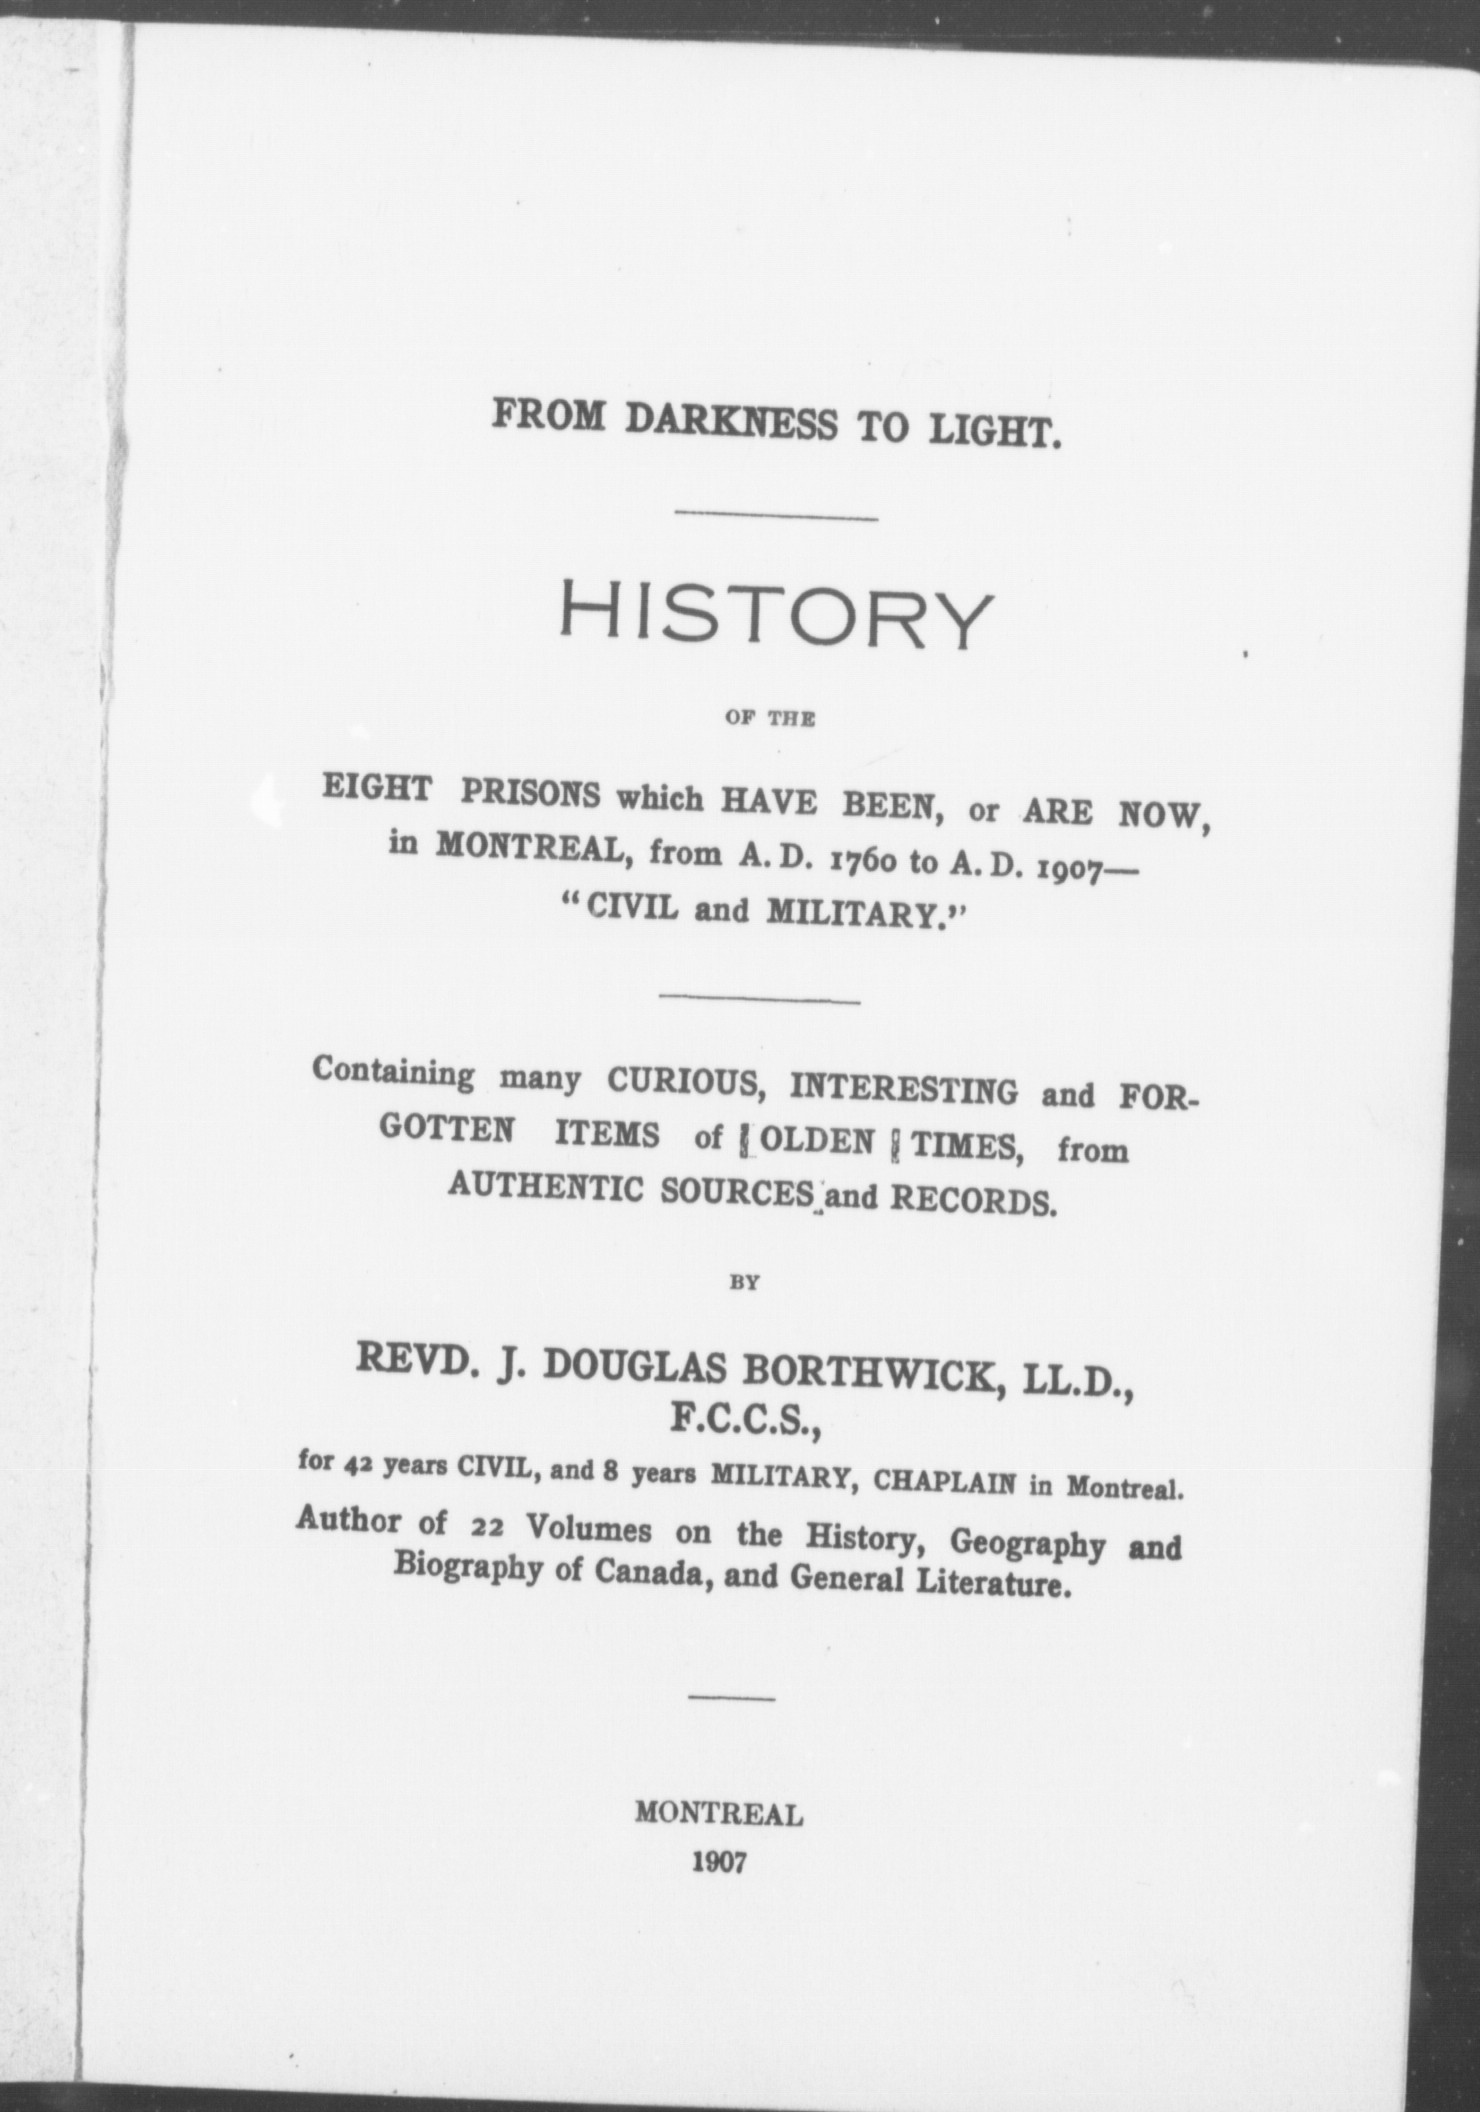 FROM DARKNESS TO LIGHT.
HISTORY
OF THE
EIGHT PRISONS which HAVE BEEN, or ARE NOW,
in MONTREAL, from A. D. 1760 to A. D. 1907—
"CIVIL and MILITARY."
Containing many CURIOUS, INTERESTING and FOR-
GOTTEN ITEMS of OLDEN TIMES, from
AUTHENTIC SOURCES and RECORDS.
BY
REVD. J. DOUGLAS BORTHWICK, LL.D.,
F.C.C.S.,
for 42 years CIVIL, and 8 years MILITARY, CHAPLAIN in Montreal.
Author of 22 Volumes on the History, Geography and
Biography of Canada, and General Literature.
MONTREAL
1907